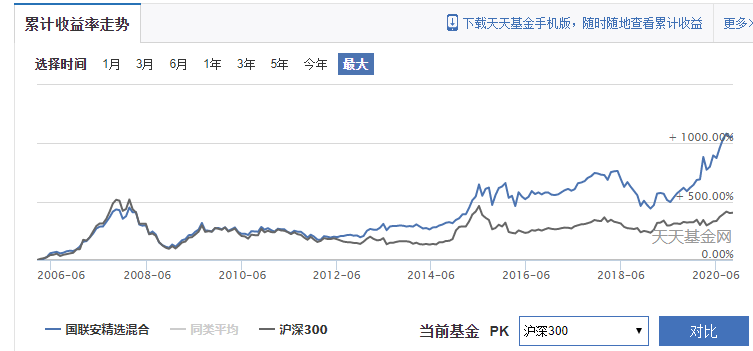 累计收益率走势
下载天天基金手机版，随时随地查看累计收益
更多>
选择时间 1月 3月 6月 1年 3年 5年 今年 最大
+ 1000.00%
+ 500.00%
天天基金网
0.00%
2006-06 2008-06 2010-06 2012-06 2014-06 2016-06 2018-06 2020-06
国联安精选混合 同类平均 沪深300 当前基金 PK 沪深300 对比